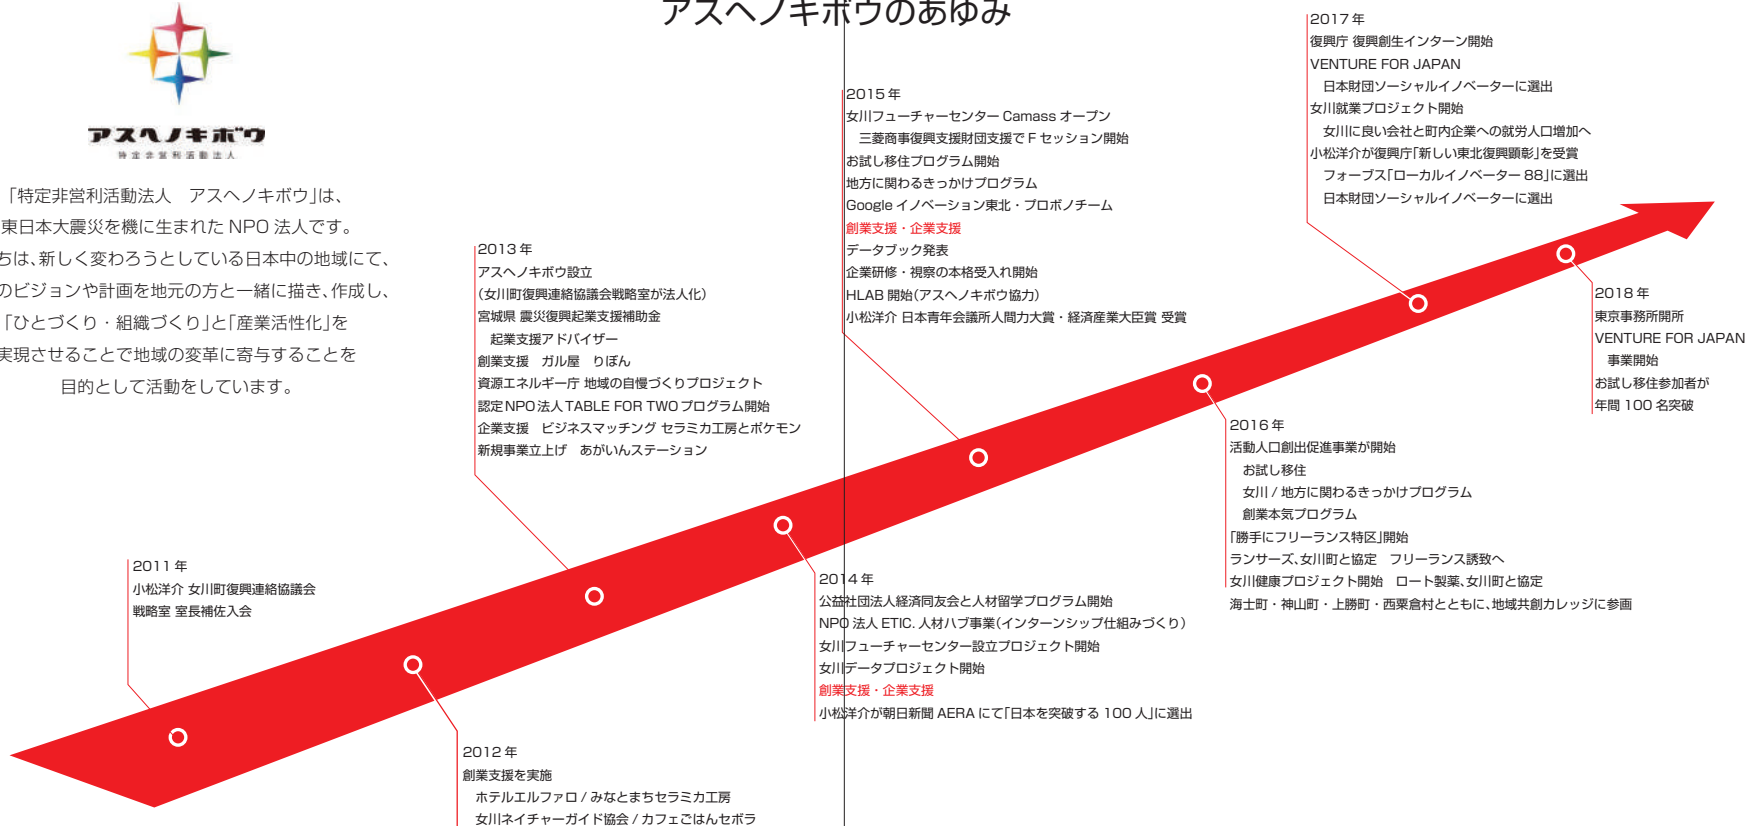 アスヘノキボウのあゆみ
アスヘノキボウ
特定非営利活動法人
「特定非営利活動法人　アスヘノキボウ」は、
東日本大震災を機に生まれた NPO 法人です。
ちは、新しく変わろうとしている日本中の地域にて、
のビジョンや計画を地元の方と一緒に描き、作成し、
「ひとづくり・組織づくり」と「産業活性化」を
実現させることで地域の変革に寄与することを
目的として活動をしています。
2011 年
小松洋介 女川町復興連絡協議会
戦略室 室長補佐入会
2012 年
創業支援を実施
ホテルエルファロ / みなとまちセラミカ工房
女川ネイチャーガイド協会 / カフェごはんセボラ
2013 年
アスヘノキボウ設立
(女川町復興連絡協議会戦略室が法人化)
宮城県 震災復興起業支援補助金
起業支援アドバイザー
創業支援　ガル屋　りぼん
資源エネルギー庁 地域の自慢づくりプロジェクト
認定 NPO 法人 TABLE FOR TWO プログラム開始
企業支援　ビジネスマッチング セラミカ工房とポケモン
新規事業立上げ　あがいんステーション
2014 年
公益社団法人経済同友会と人材留学プログラム開始
NPO 法人 ETIC. 人材ハブ事業(インターンシップ仕組みづくり)
女川フューチャーセンター設立プロジェクト開始
女川データプロジェクト開始
創業支援・企業支援
小松洋介が朝日新聞 AERA にて「日本を突破する 100 人」に選出
2015 年
女川フューチャーセンター Camass オープン
三菱商事復興支援財団支援で F セッション開始
お試し移住プログラム開始
地方に関わるきっかけプログラム
Google イノベーション東北・プロボノチーム
創業支援・企業支援
データブック発表
企業研修・視察の本格受入れ開始
HLAB 開始(アスヘノキボウ協力)
小松洋介 日本青年会議所人間力大賞・経済産業大臣賞 受賞
2016 年
活動人口創出促進事業が開始
お試し移住
女川 / 地方に関わるきっかけプログラム
創業本気プログラム
「勝手にフリーランス特区」開始
ランサーズ、女川町と協定　フリーランス誘致へ
女川健康プロジェクト開始　ロート製薬、女川町と協定
海士町・神山町・上勝町・西粟倉村とともに、地域共創カレッジに参画
2017 年
復興庁 復興創生インターン開始
VENTURE FOR JAPAN
日本財団ソーシャルイノベーターに選出
女川就業プロジェクト開始
女川に良い会社と町内企業への就労人口増加へ
小松洋介が復興庁「新しい東北復興顕彰」を受賞
フォーブス「ローカルイノベーター 88」に選出
日本財団ソーシャルイノベーターに選出
2018 年
東京事務所開所
VENTURE FOR JAPAN
事業開始
お試し移住参加者が
年間 100 名突破